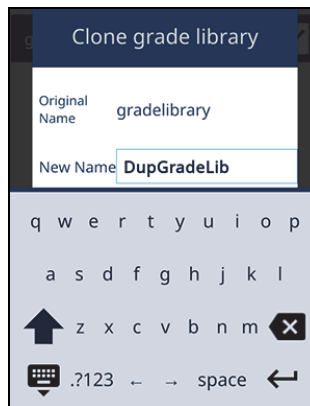 Clone grade library
Original
Name
gradelibrary
New Name DupGradeLib
q w e r t y u i o p
a s d f g h j k l
z x c v b n m
.?123 ← → space